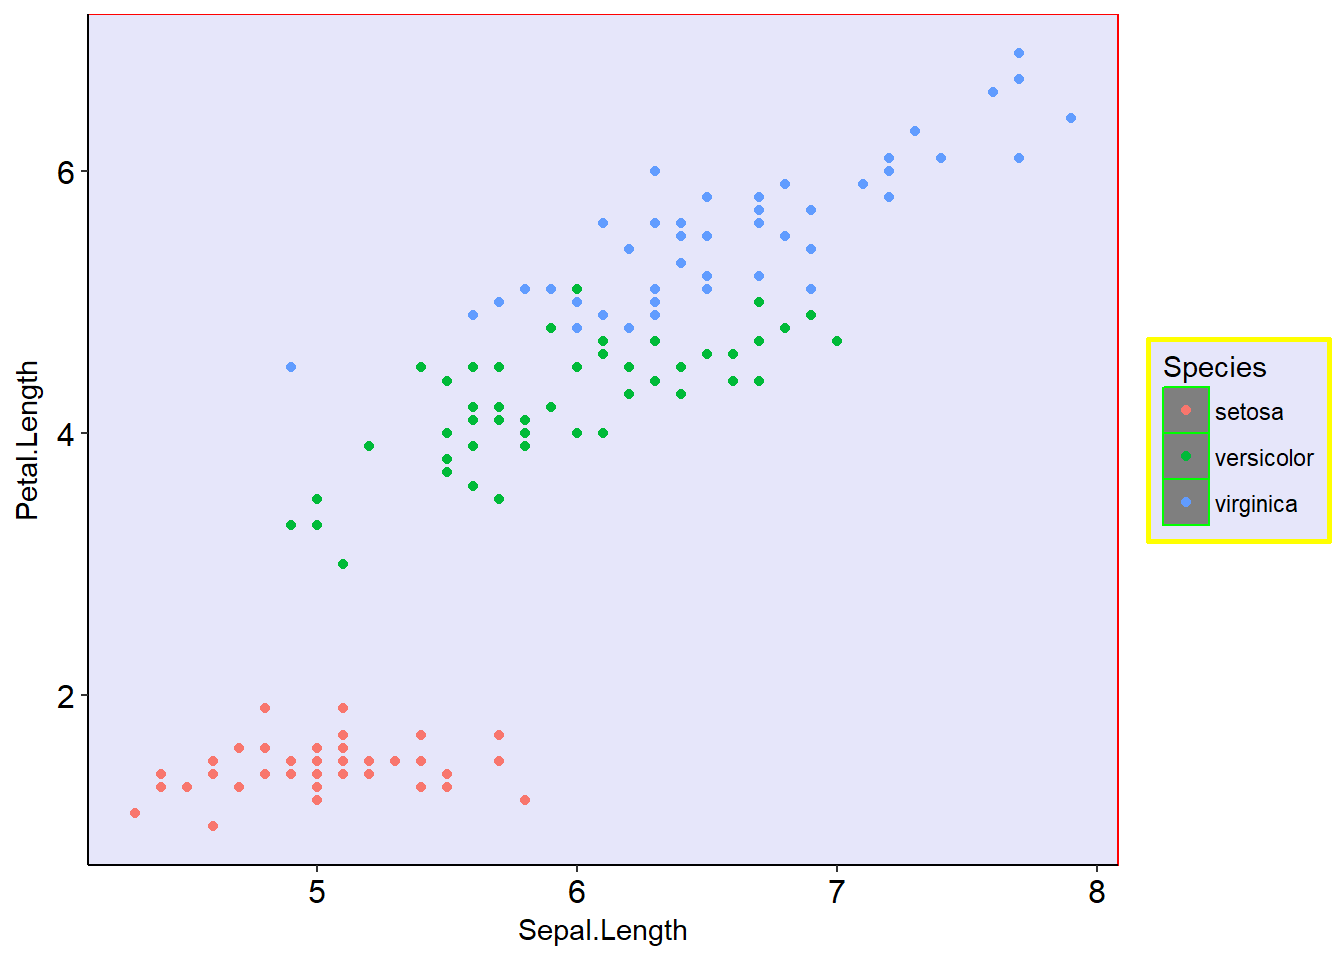 6
4
2
Petal.Length
5 6 7 8
Sepal.Length
Species
setosa
versicolor
virginica